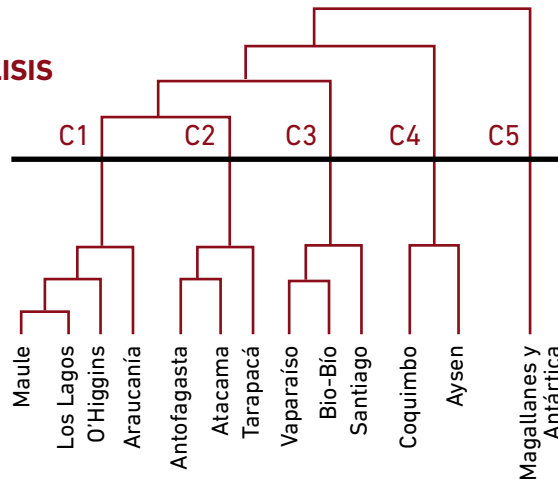 LISIS
C1
C2
C3
C4
C5
Maule
Los Lagos
O'Higgins
Araucanía
Antofagasta
Atacama
Tarapacá
Vaparaíso
Bio-Bío
Santiago
Coquimbo
Aysen
Magallanes y
Antártica